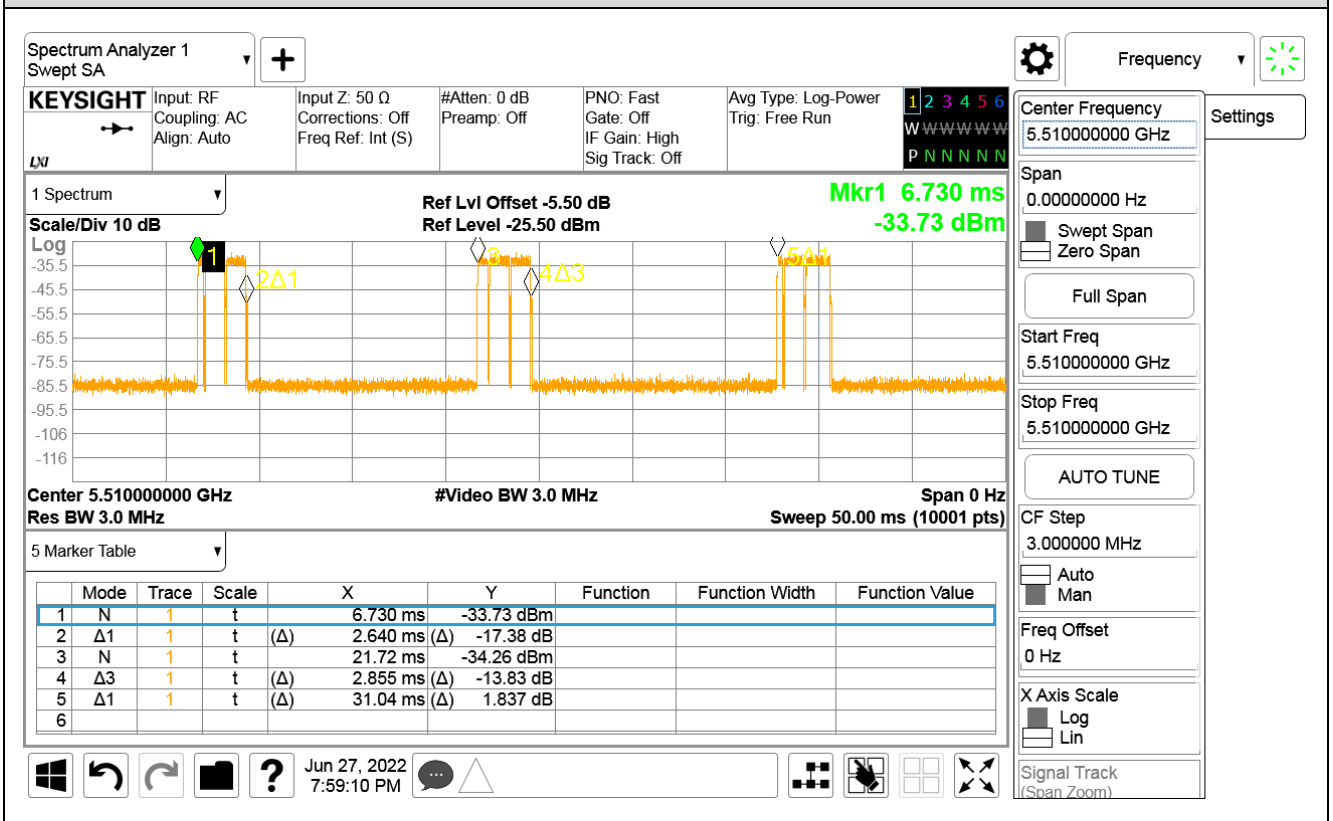 Spectrum Analyzer 1
Swept SA
Frequency
KEYSIGHT
LXI
Input: RF
Coupling: AC
Align: Auto
Input Z: 50 Ω
Corrections: Off
Freq Ref: Int (S)
#Atten: 0 dB
Preamp: Off
PNO: Fast
Gate: Off
IF Gain: High
Sig Track: Off
Avg Type: Log-Power
Trig: Free Run
1 2 3 4 5 6
W W W W W W
P N N N N N
1 Spectrum
Ref Lvl Offset -5.50 dB
Mkr1 6.730 ms
Scale/Div 10 dB
Ref Level -25.50 dBm
-33.73 dBm
Log
1
2Δ1
3
4Δ3
5Δ1
-35.5
-45.5
-55.5
-65.5
-75.5
-85.5
-95.5
-106
-116
Center 5.510000000 GHz
#Video BW 3.0 MHz
Span 0 Hz
Res BW 3.0 MHz
Sweep 50.00 ms (10001 pts)
5 Marker Table
Mode Trace Scale X Y Function Function Width Function Value
1 N 1 t 6.730 ms -33.73 dBm
2 Δ1 1 t (Δ) 2.640 ms (Δ) -17.38 dB
3 N 1 t 21.72 ms -34.26 dBm
4 Δ3 1 t (Δ) 2.855 ms (Δ) -13.83 dB
5 Δ1 1 t (Δ) 31.04 ms (Δ) 1.837 dB
6
?
Jun 27, 2022
7:59:10 PM
Center Frequency
5.510000000 GHz
Settings
Span
0.00000000 Hz
Swept Span
Zero Span
Full Span
Start Freq
5.510000000 GHz
Stop Freq
5.510000000 GHz
AUTO TUNE
CF Step
3.000000 MHz
Auto
Man
Freq Offset
0 Hz
X Axis Scale
Log
Lin
Signal Track
(Span Zoom)